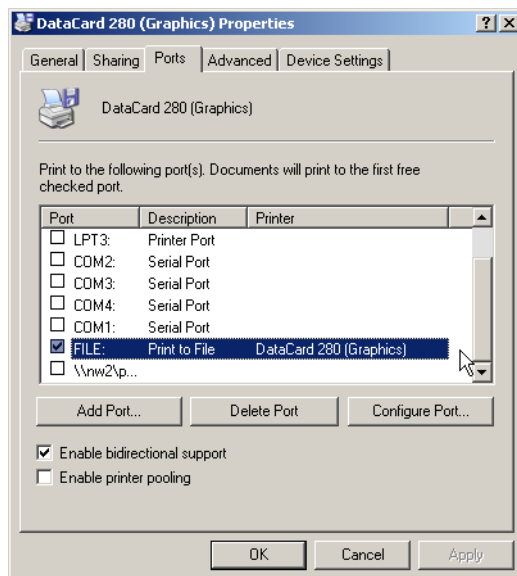 DataCard 280 (Graphics) Properties
General Sharing Ports Advanced Device Settings
DataCard 280 (Graphics)
Print to the following port(s). Documents will print to the first free
checked port.
Port Description Printer
LPT3: Printer Port
COM2: Serial Port
COM3: Serial Port
COM4: Serial Port
COM1: Serial Port
FILE: Print to File DataCard 280 (Graphics)
\\nw2\p...
Add Port... Delete Port Configure Port...
Enable bidirectional support
Enable printer pooling
OK Cancel Apply